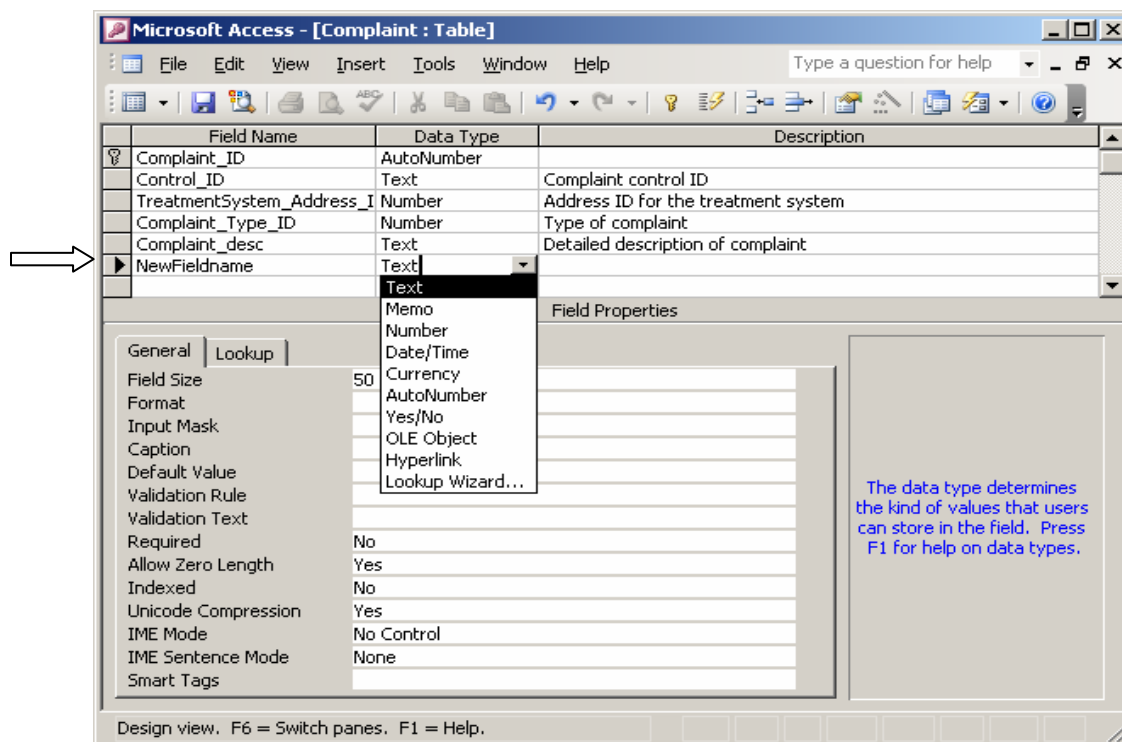 Microsoft Access - [Complaint : Table]
File Edit View Insert Tools Window Help Type a question for help
Field Name Data Type Description
Complaint_ID AutoNumber
Control_ID Text Complaint control ID
TreatmentSystem_Address_I Number Address ID for the treatment system
Complaint_Type_ID Number Type of complaint
Complaint_desc Text Detailed description of complaint
NewFieldname Text
Text
Memo
Number
Date/Time
Currency
AutoNumber
Yes/No
OLE Object
Hyperlink
Lookup Wizard...
Field Properties
General Lookup
Field Size 50
Format
Input Mask
Caption
Default Value
Validation Rule
Validation Text
Required No
Allow Zero Length Yes
Indexed No
Unicode Compression Yes
IME Mode No Control
IME Sentence Mode None
Smart Tags
The data type determines
the kind of values that users
can store in the field. Press
F1 for help on data types.
Design view. F6 = Switch panes. F1 = Help.